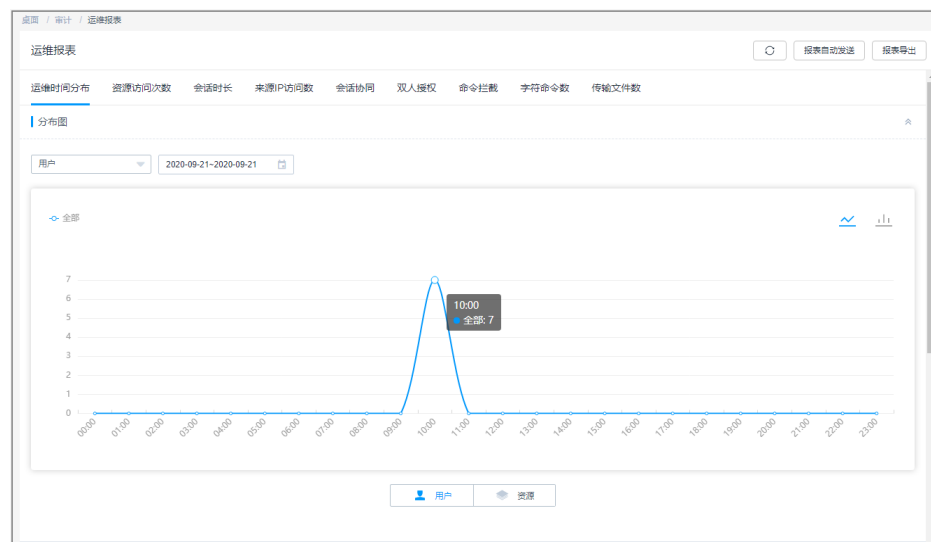 桌面 / 审计 / 运维报表
运维报表
报表自动发送
报表导出
运维时间分布 资源访问次数 会话时长 来源IP访问数 会话协同 双人授权 命令拦截 字符命令数 传输文件数
分布图
用户
2020-09-21~2020-09-21
全部
7
6
5
4
3
2
1
0
10:00
全部: 7
00:00 01:00 02:00 03:00 04:00 05:00 06:00 07:00 08:00 09:00 10:00 11:00 12:00 13:00 14:00 15:00 16:00 17:00 18:00 19:00 20:00 21:00 22:00 23:00
用户
资源